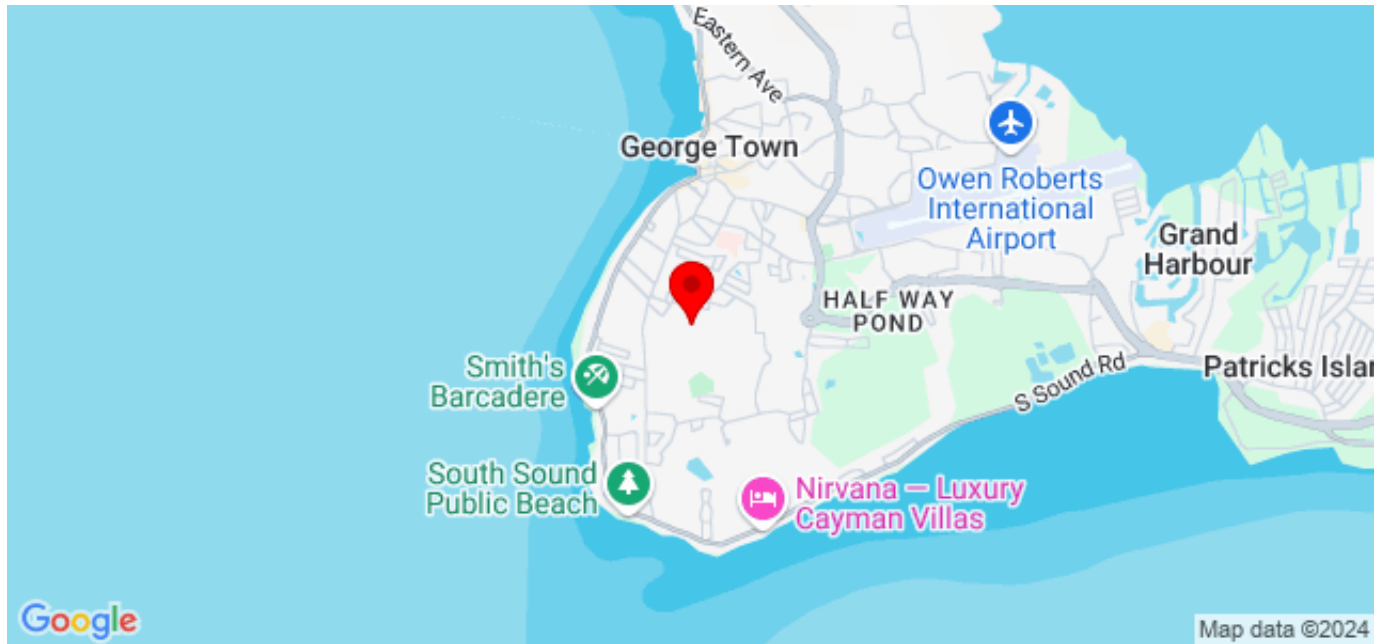 Eastern Ave
George Town
Owen Roberts
International
Airport
Grand
Harbour
HALF WAY
POND
Smith's
Barcadere
S Sound Rd
Patricks Islan
South Sound
Public Beach
Nirvana — Luxury
Cayman Villas
Google
Map data ©2024